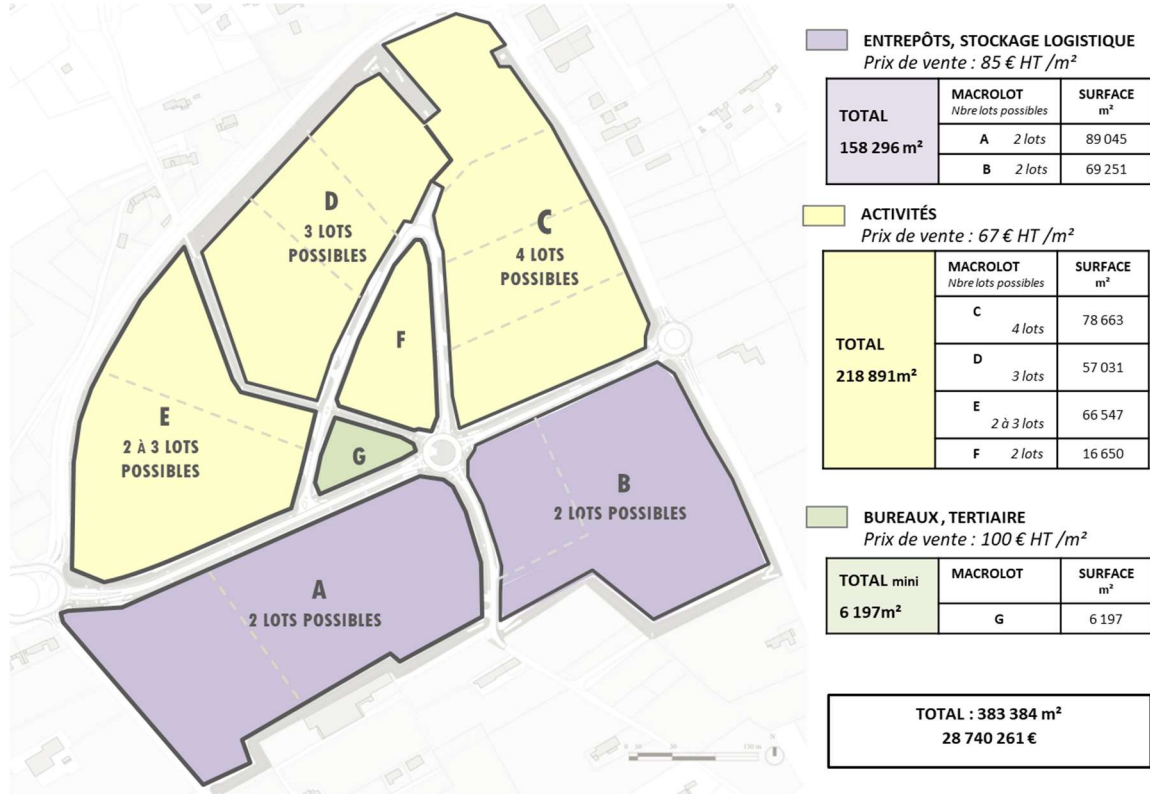 D
3 LOTS
POSSIBLES
C
4 LOTS
POSSIBLES
F
E
2 À 3 LOTS
POSSIBLES
G
B
2 LOTS POSSIBLES
A
2 LOTS POSSIBLES
0
150 m
N
ENTREPÔTS, STOCKAGE LOGISTIQUE
Prix de vente : 85 € HT /m²
TOTAL
158 296 m²
MACROLOT
Nbre lots possibles
SURFACE
m²
A 2 lots 89 045
B 2 lots 69 251
ACTIVITÉS
Prix de vente : 67 € HT /m²
TOTAL
218 891m²
MACROLOT
Nbre lots possibles
SURFACE
m²
C
4 lots
78 663
D
3 lots
57 031
E
2 à 3 lots
66 547
F 2 lots 16 650
BUREAUX, TERTIAIRE
Prix de vente : 100 € HT /m²
TOTAL mini
6 197m²
MACROLOT
SURFACE
m²
G 6 197
TOTAL : 383 384 m²
28 740 261 €